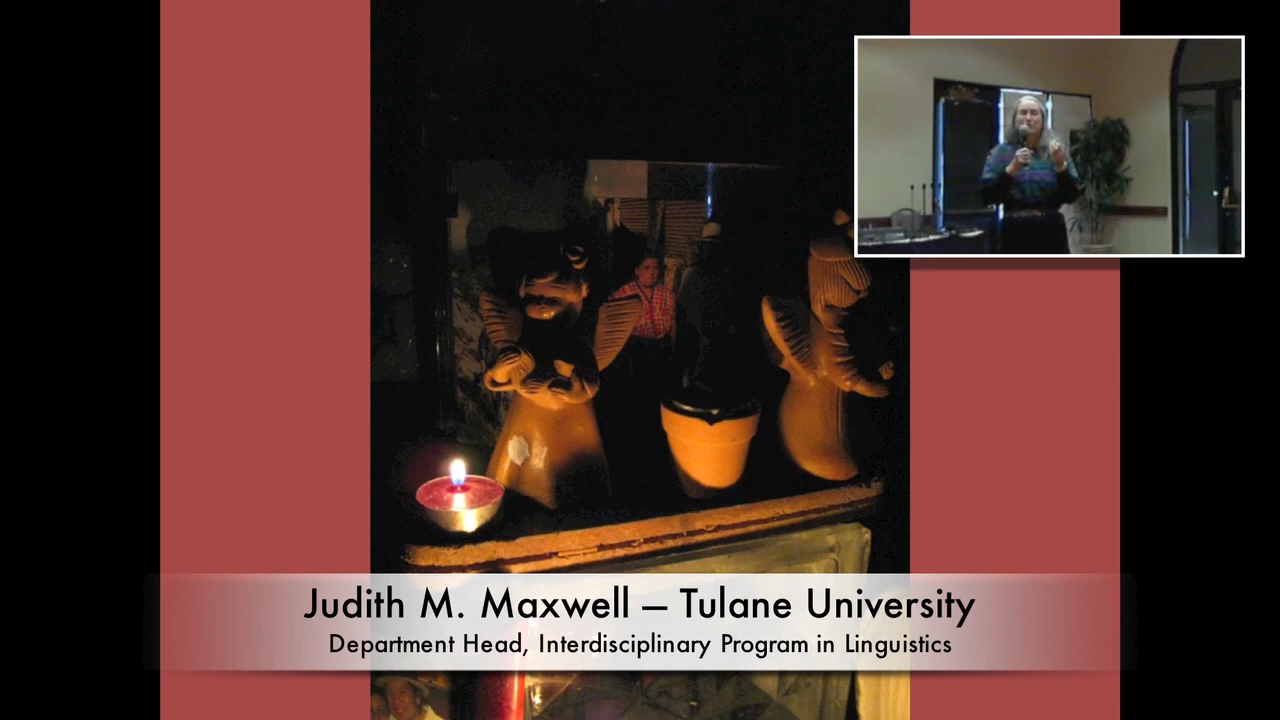 Judith M. Maxwell — Tulane University
Department Head, Interdisciplinary Program in Linguistics